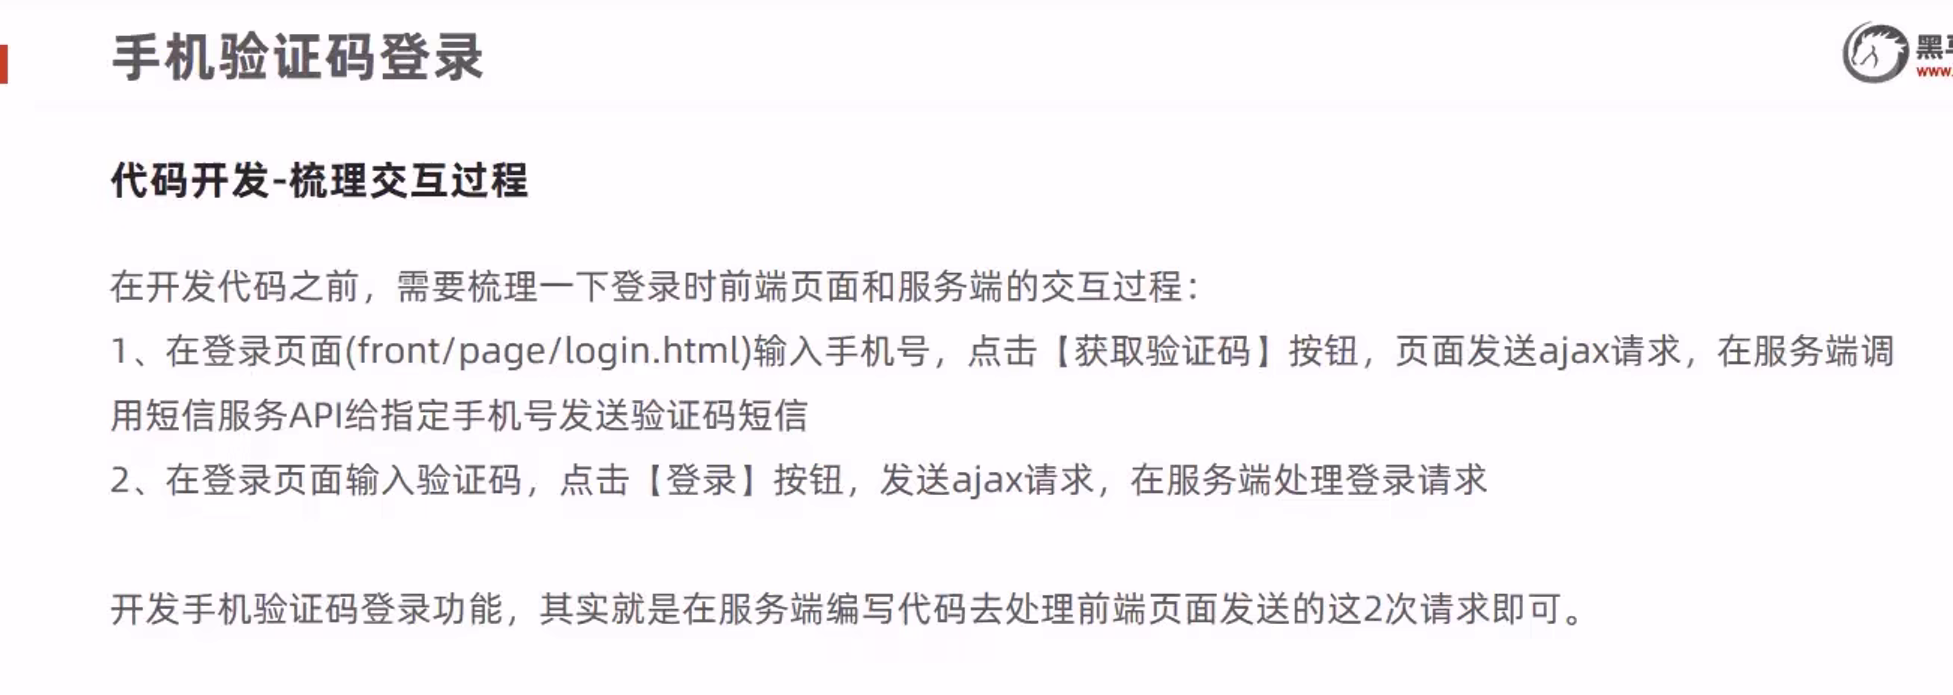 手机验证码登录
黑
www.
代码开发-梳理交互过程
在开发代码之前，需要梳理一下登录时前端页面和服务端的交互过程：
1、在登录页面(front/page/login.html)输入手机号，点击【获取验证码】按钮，页面发送ajax请求，在服务端调
用短信服务API给指定手机号发送验证码短信
2、在登录页面输入验证码，点击【登录】按钮，发送ajax请求，在服务端处理登录请求
开发手机验证码登录功能，其实就是在服务端编写代码去处理前端页面发送的这2次请求即可。